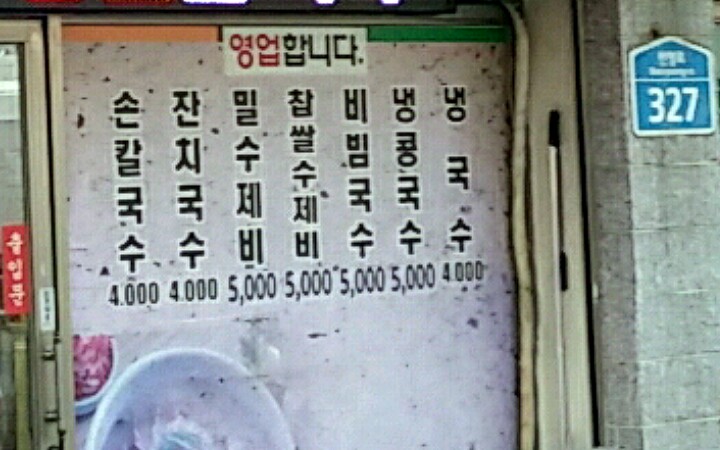 영업합니다.
손칼국수
4.000
잔치국수
4.000
밀수제비
5,000
찹쌀수제비
5,000
비빔국수
5,000
냉콩국수
5,000
냉국수
4.000
327
출입문